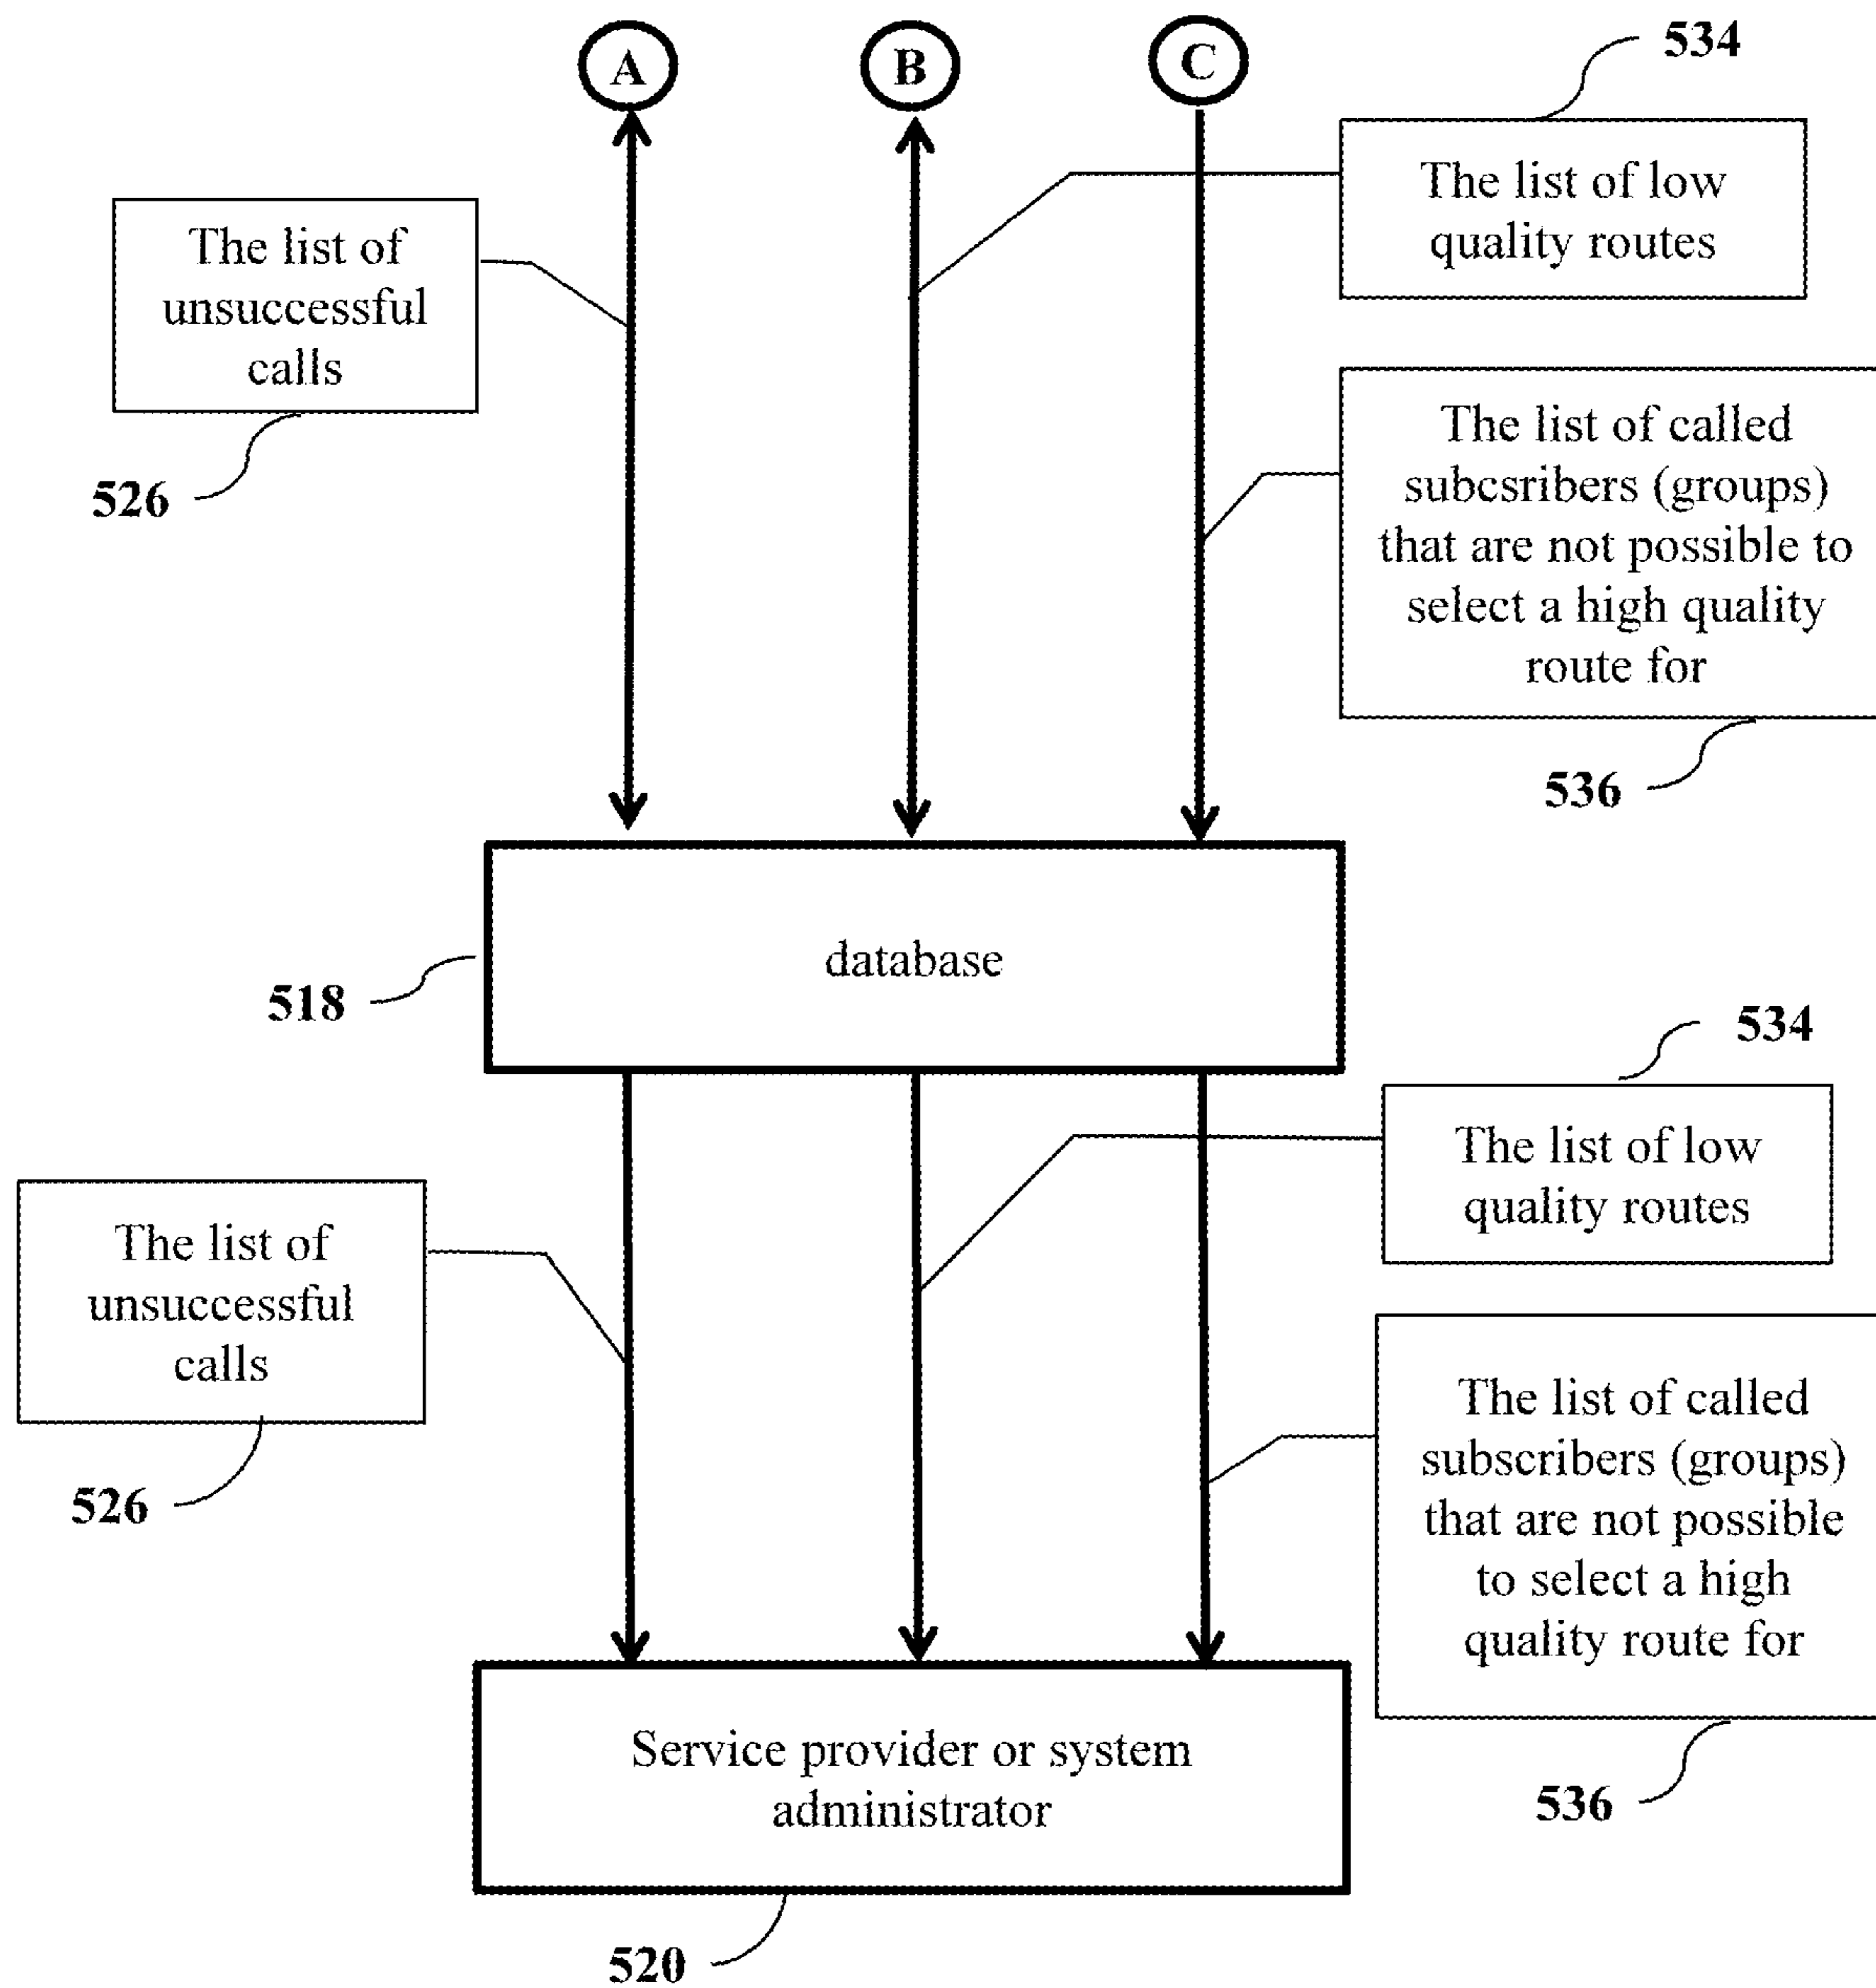 A
B
C
534
The list of low
quality routes
The list of
unsuccessful
calls
526
The list of called
subcsribers (groups)
that are not possible to
select a high quality
route for
536
database
518
534
The list of low
quality routes
The list of
unsuccessful
calls
526
The list of called
subscribers (groups)
that are not possible
to select a high
quality route for
536
Service provider or system
administrator
520